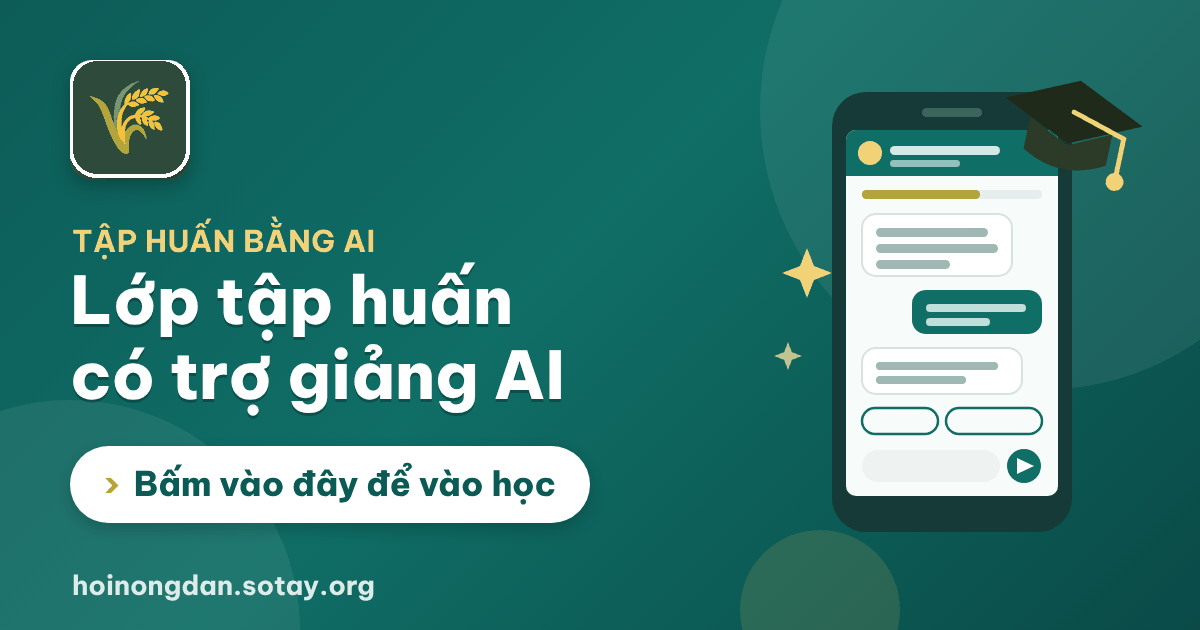 TẬP HUẤN BẰNG AI
Lớp tập huấn
có trợ giảng AI
› Bấm vào đây để vào học
hoinongdan.sotay.org